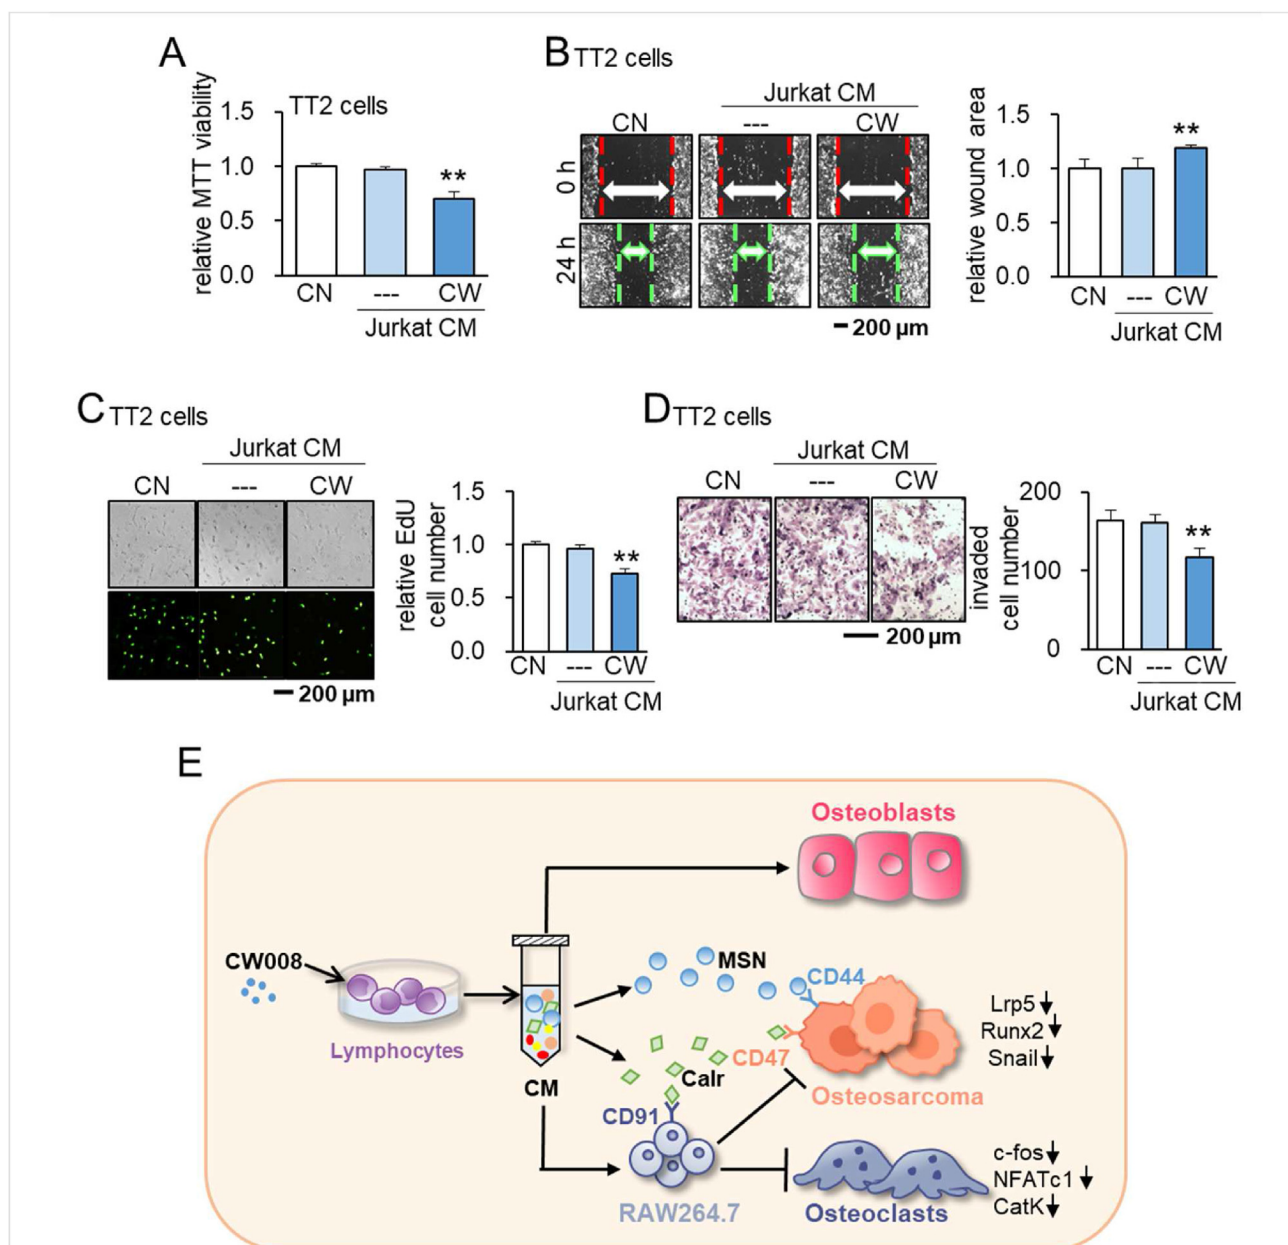 A
TT2 cells
relative MTT viability
1.5
1.0
0.5
0.0
**
CN
---
CW
Jurkat CM
B
TT2 cells
Jurkat CM
CN
---
CW
0 h
24 h
200 µm
relative wound area
1.5
1.0
0.5
0.0
**
CN
---
CW
Jurkat CM
C
TT2 cells
Jurkat CM
CN
---
CW
200 µm
relative EdU
cell number
1.5
1.0
0.5
0.0
**
CN
---
CW
Jurkat CM
D
TT2 cells
Jurkat CM
CN
---
CW
200 µm
invaded
cell number
200
100
0
**
CN
---
CW
Jurkat CM
E
Osteoblasts
CW008
Lymphocytes
CM
MSN
CD44
Lrp5
Runx2
Snail
CD47
Calr
Osteosarcoma
CD91
RAW264.7
c-fos
NFATc1
CatK
Osteoclasts